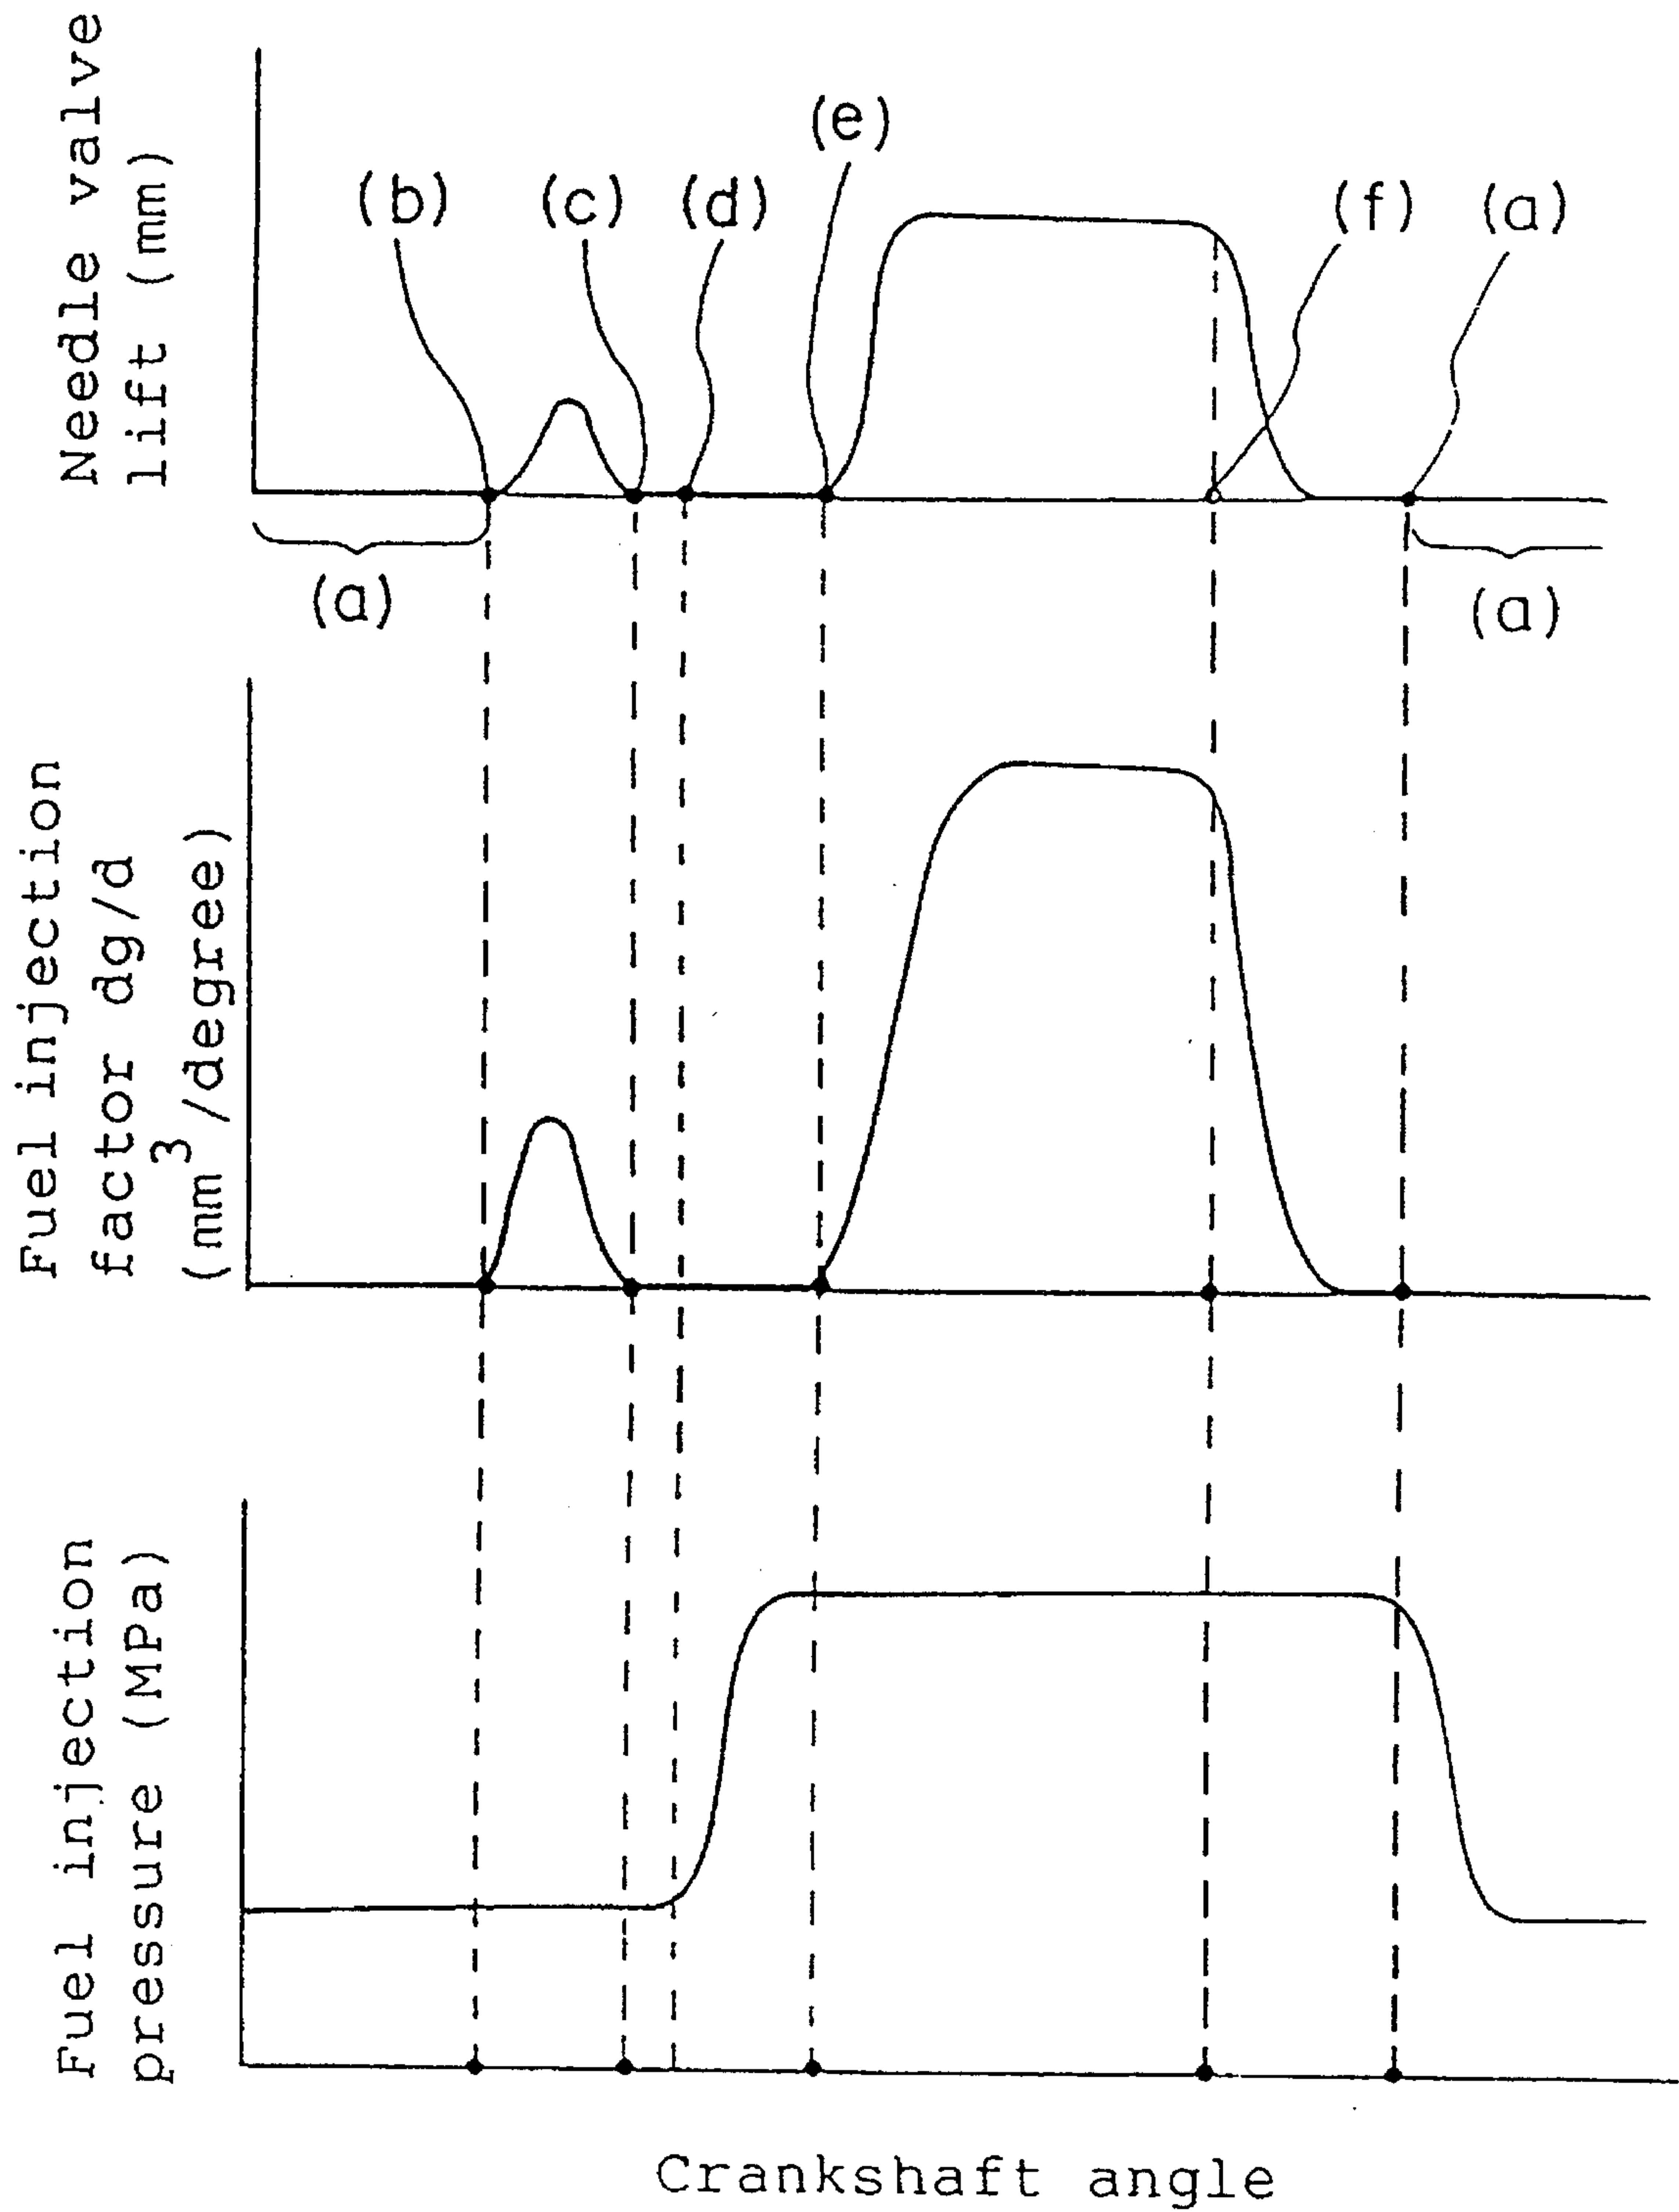 Needle valve
lift (mm)
(b)
(c)
(d)
(e)
(f)
(a)
(a)
(a)
Fuel injection
factor dg/d
(mm³/degree)
Fuel injection
pressure (MPa)
Crankshaft angle